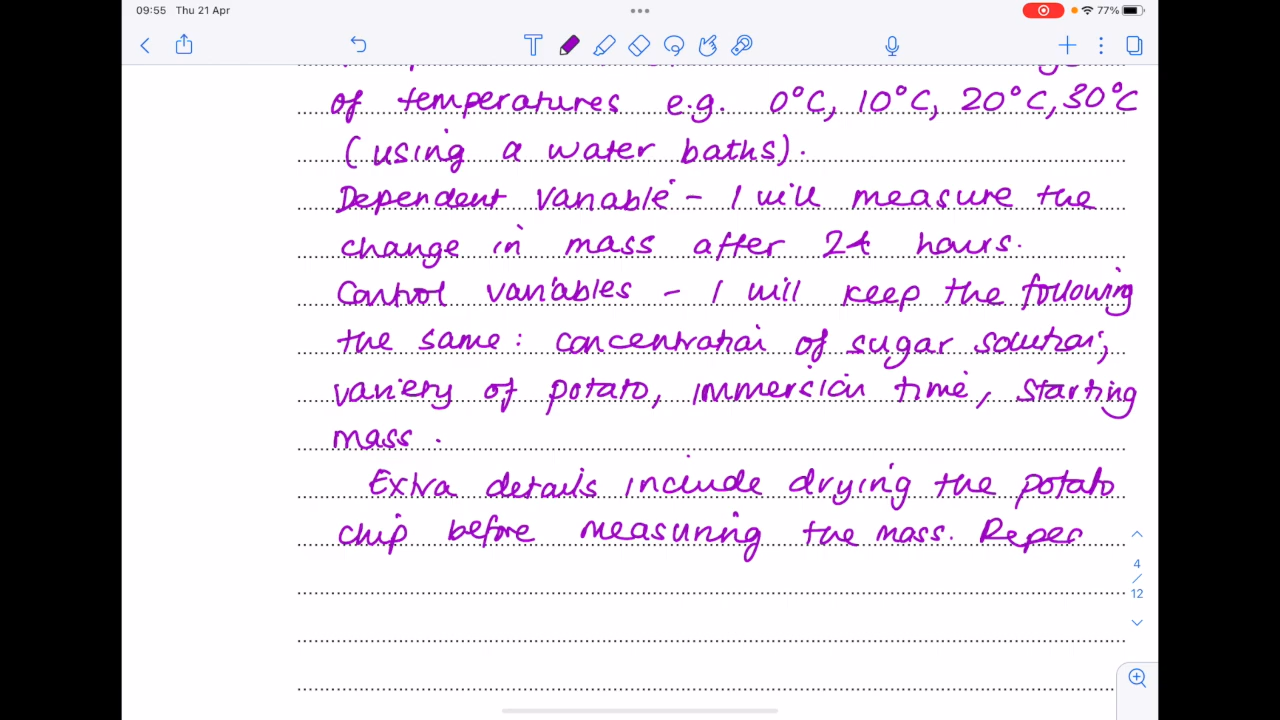 09:55 Thu 21 Apr
77%
of temperatures e.g. 0°C, 10°C, 20°C, 30°C
(using a water baths).
Dependent variable - I will measure the
change in mass after 24 hours.
Control variables - I will keep the following
the same: concentration of sugar solution,
variety of potato, immersion time, starting
mass.
Extra details include drying the potato
chip before measuring the mass. Repea
4
/
12